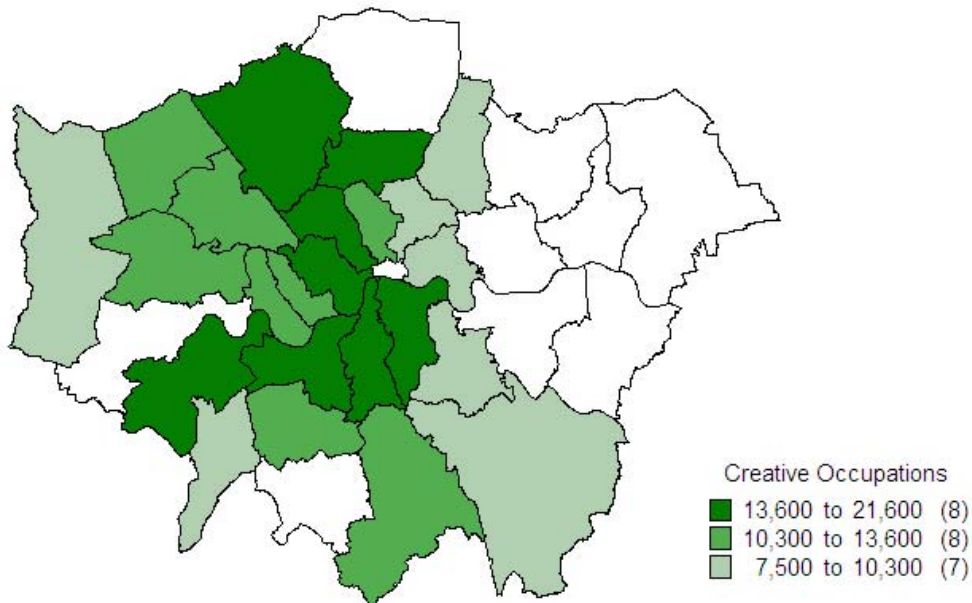 Creative Occupations
13,600 to 21,600 (8)
10,300 to 13,600 (8)
7,500 to 10,300 (7)